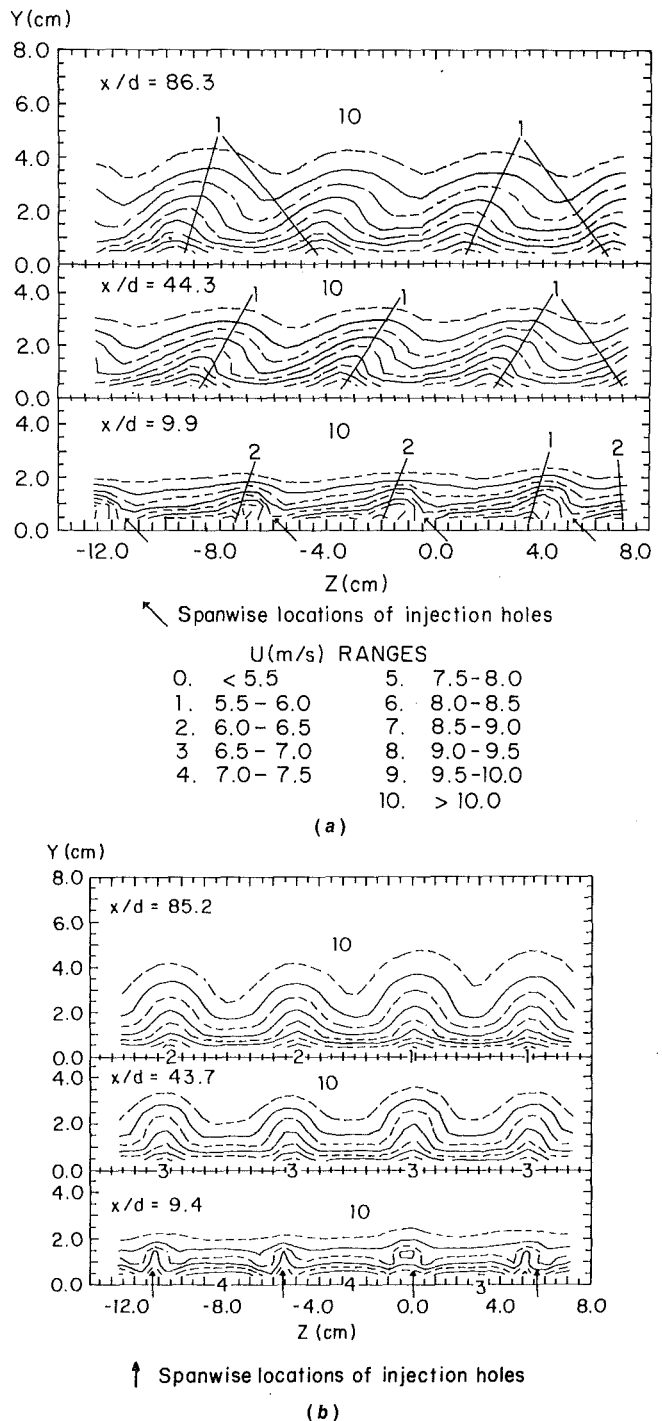 Y(cm)
8.0
x/d = 86.3
1
10
1
6.0
4.0
2.0
0.0
x/d = 44.3
1
10
1
1
4.0
2.0
0.0
x/d = 9.9
2
10
2
1
2
4.0
2.0
0.0
-12.0 -8.0 -4.0 0.0 4.0 8.0
Z(cm)
Spanwise locations of injection holes
U(m/s) RANGES
0. < 5.5 5. 7.5-8.0
1. 5.5-6.0 6. 8.0-8.5
2. 6.0-6.5 7. 8.5-9.0
3 6.5-7.0 8. 9.0-9.5
4. 7.0-7.5 9. 9.5-10.0
10. > 10.0
(a)
Y(cm)
8.0
x/d = 85.2
10
6.0
4.0
2.0
0.0
2 2 1 1
x/d = 43.7
10
4.0
2.0
0.0
3 3 3 3
x/d = 9.4
10
4.0
2.0
0.0
4 4 3
-12.0 -8.0 -4.0 0.0 4.0 8.0
Z(cm)
Spanwise locations of injection holes
(b)